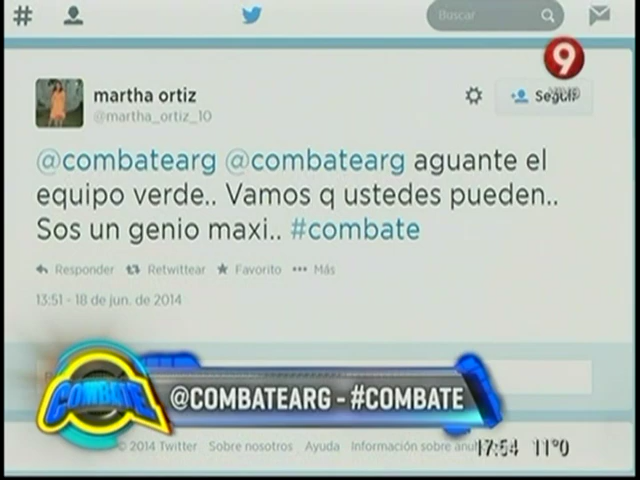 #
Buscar
9
VIVO
martha ortiz
@martha_ortiz_10
Seguir
@combatearg @combatearg aguante el
equipo verde.. Vamos q ustedes pueden..
Sos un genio maxi.. #combate
Responder Retwittear Favorito ••• Más
13:51 - 18 de jun. de 2014
COMBATE
@COMBATEARG - #COMBATE
© 2014 Twitter Sobre nosotros Ayuda Información sobre
17:54 11°0